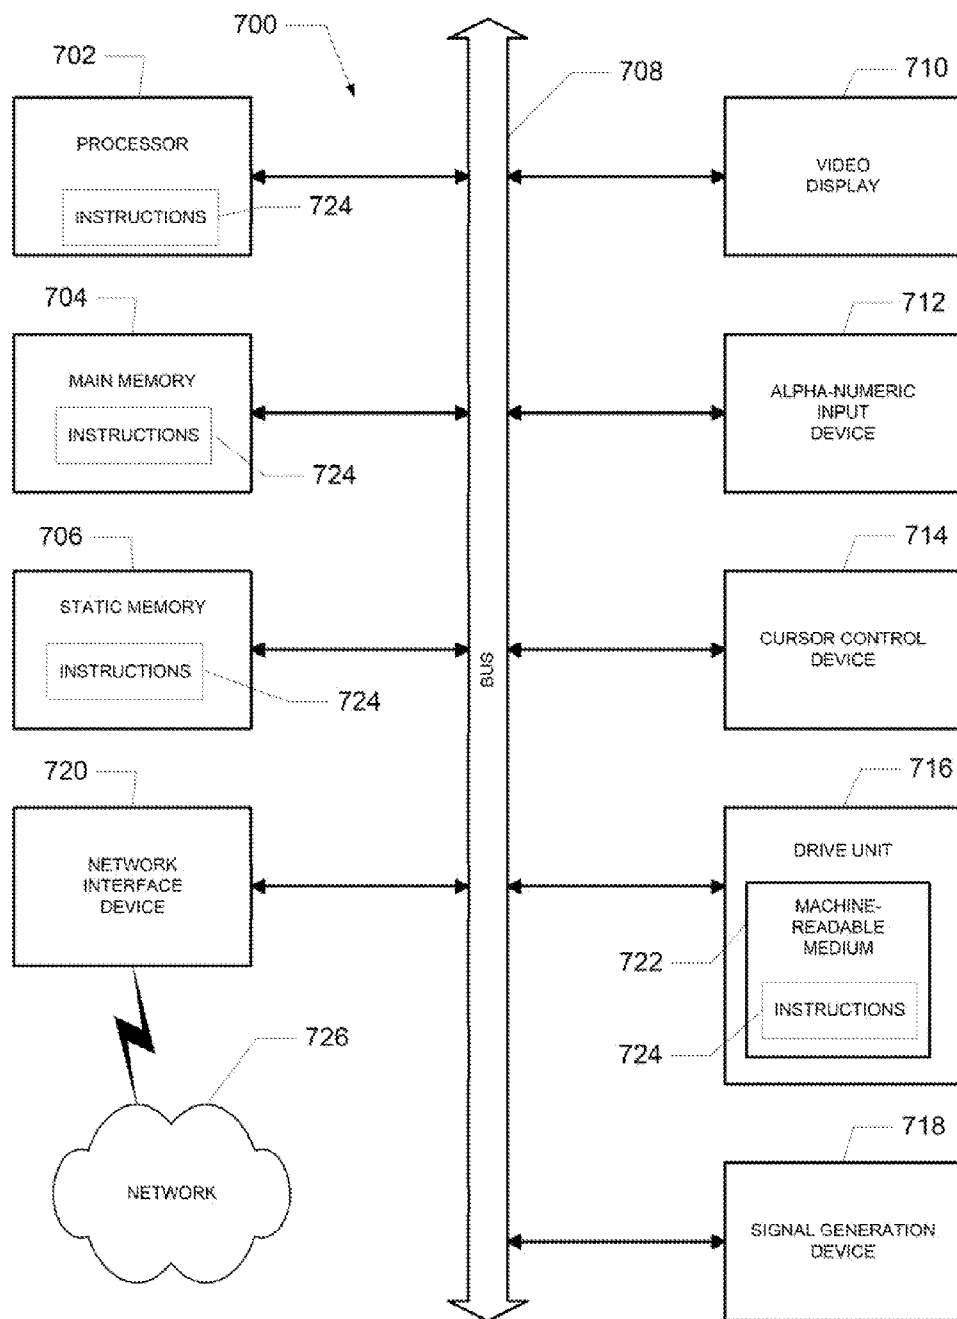 700
702
PROCESSOR
INSTRUCTIONS
724
704
MAIN MEMORY
INSTRUCTIONS
724
706
STATIC MEMORY
INSTRUCTIONS
724
720
NETWORK
INTERFACE
DEVICE
726
NETWORK
708
BUS
710
VIDEO
DISPLAY
712
ALPHA-NUMERIC
INPUT
DEVICE
714
CURSOR CONTROL
DEVICE
716
DRIVE UNIT
722
MACHINE-
READABLE
MEDIUM
724
INSTRUCTIONS
718
SIGNAL GENERATION
DEVICE